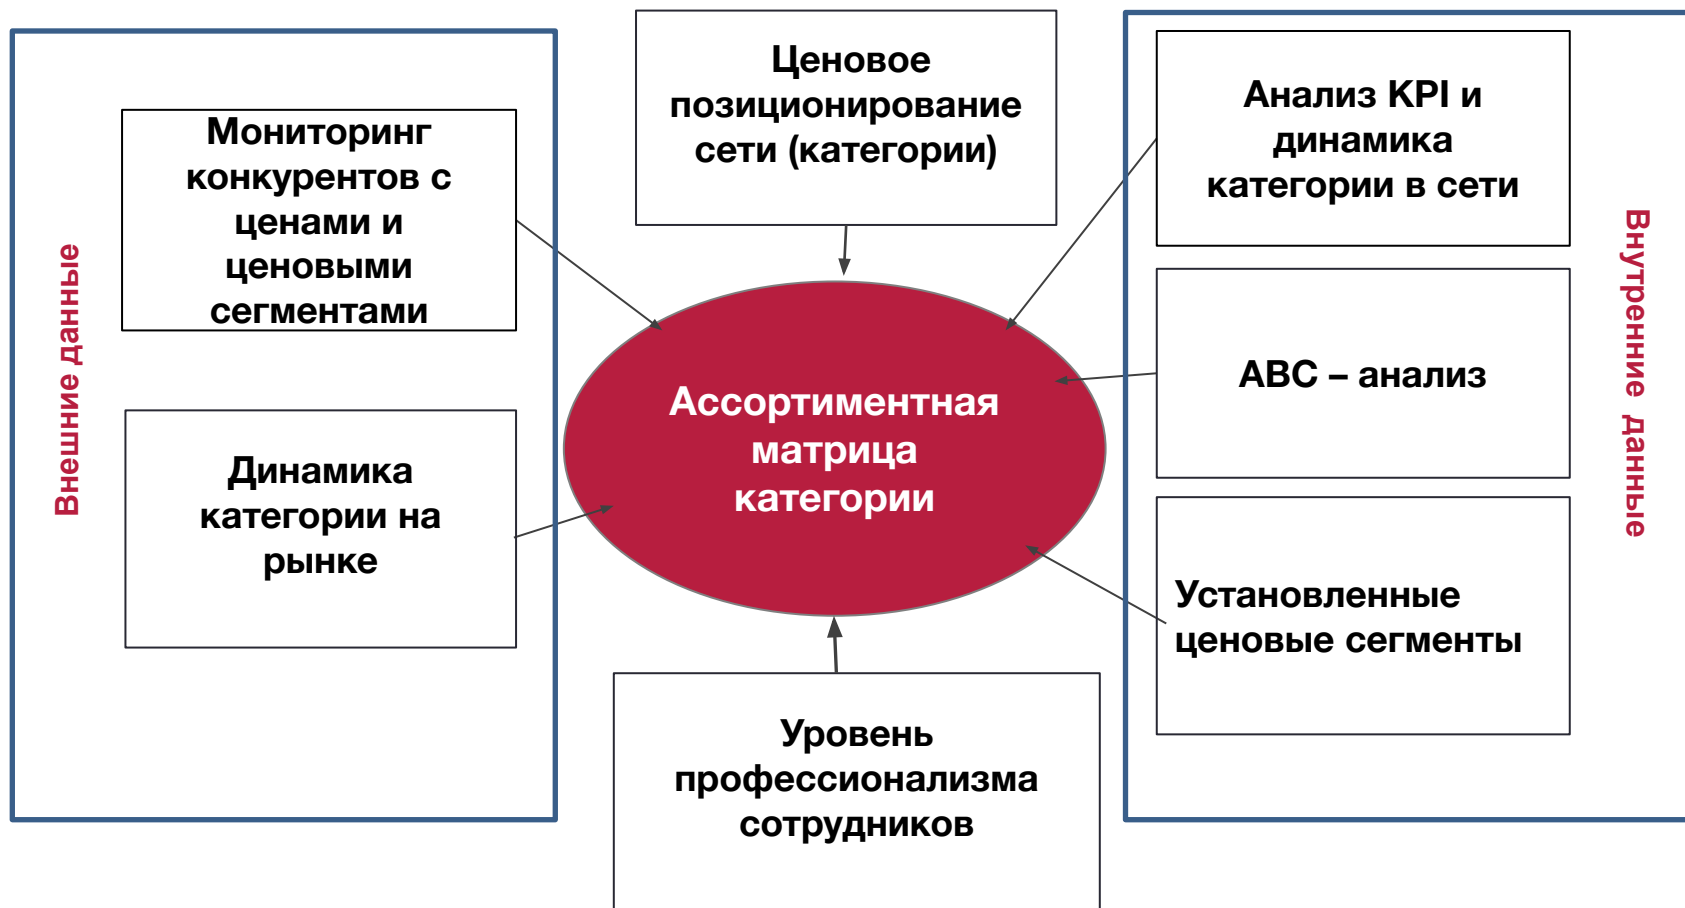 Внешние данные
Мониторинг
конкурентов с
ценами и
ценовыми
сегментами
Динамика
категории на
рынке
Ценовое
позиционирование
сети (категории)
Ассортиментная
матрица
категории
Уровень
профессионализма
сотрудников
Анализ KPI и
динамика
категории в сети
АВС – анализ
Установленные
ценовые сегменты
Внутренние данные